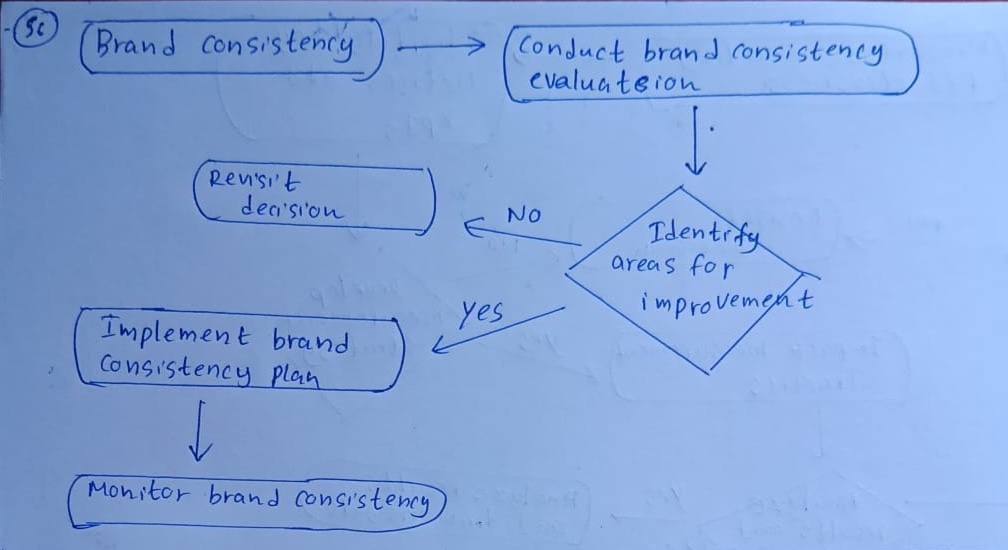 5c
Brand consistency
Conduct brand consistency
evaluateion
Revisit
decision
No
Identify
areas for
improvement
yes
Implement brand
consistency plan
Monitor brand consistency